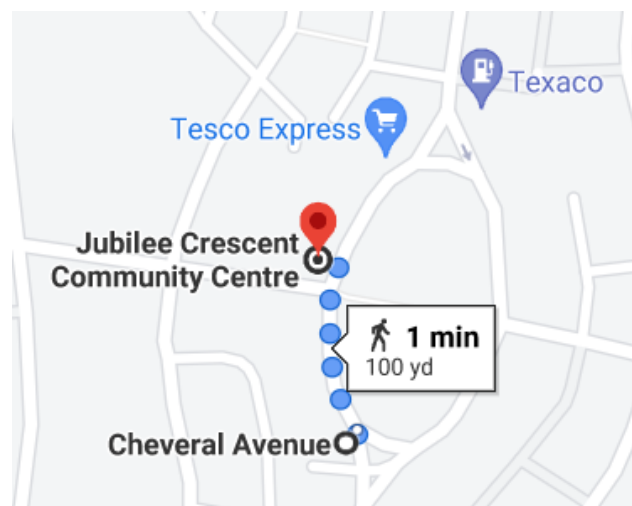 Texaco
Tesco Express
Jubilee Crescent
Community Centre
1 min
100 yd
Cheveral Avenue